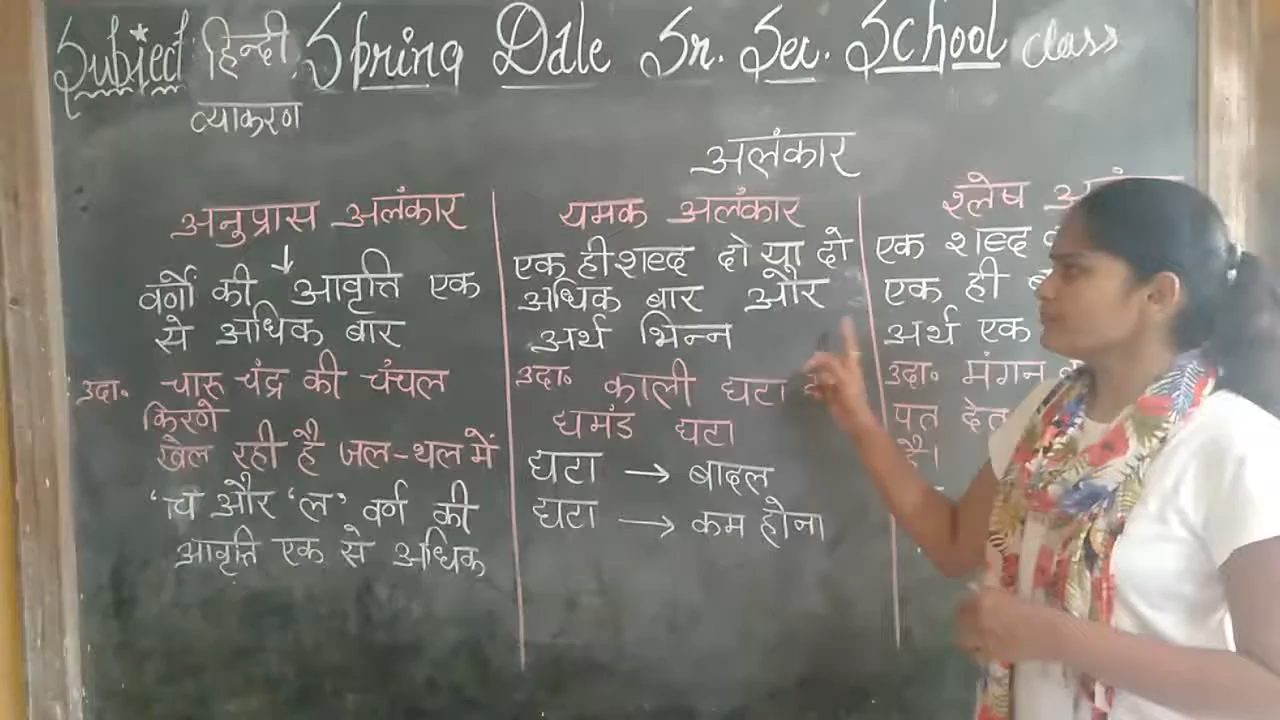 Subject हिन्दी Spring Dale Sr. Sec. School class
व्याकरण
अलंकार
अनुप्रास अलंकार
वर्णों की आवृत्ति एक
से अधिक बार
उदा॰ चारू चंद्र की चंचल
किरणे
खेल रही है जल-थल में
'च और 'ल' वर्ण की
आवृत्ति एक से अधिक
यमक अलंकार
एक ही शब्द दो या दो
अधिक बार और
अर्थ भिन्न
उदा॰ काली घटा
घमंड घटा
घटा → बादल
घटा → कम होना
श्लेष
एक शब्द
एक ही
अर्थ एक
उदा॰ मंगन
पत देत
है।